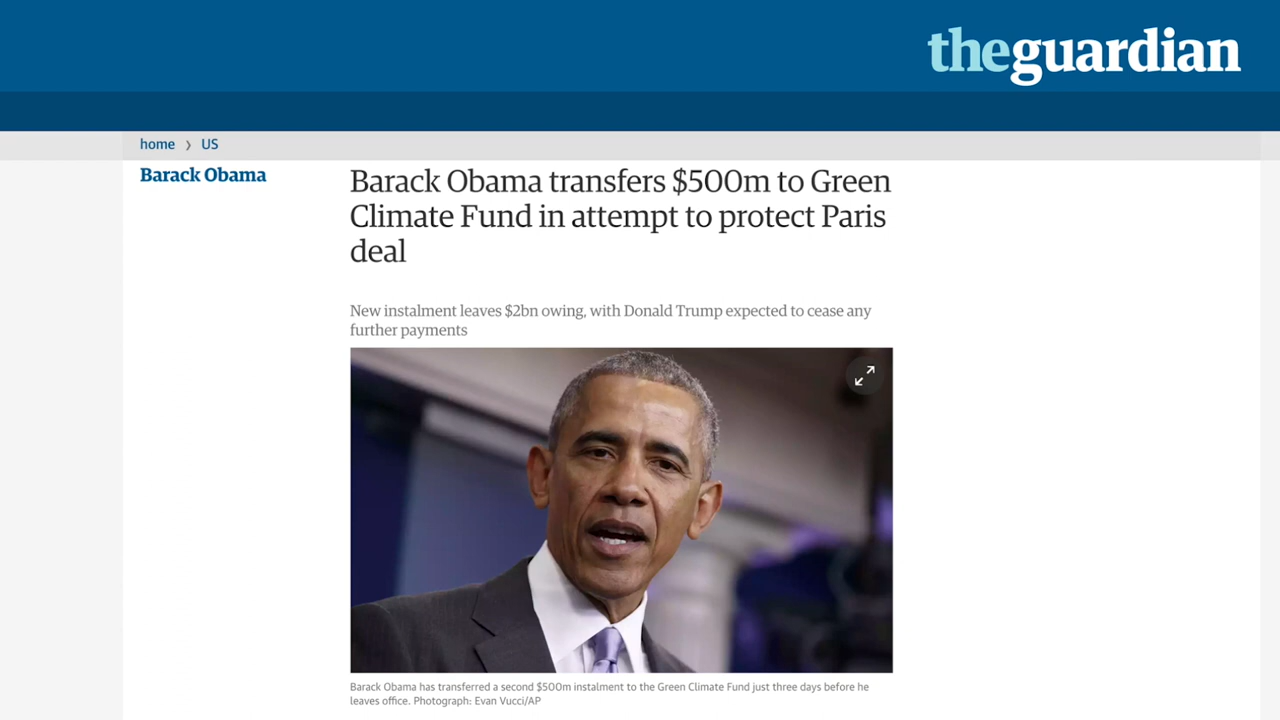 theguardian
home › US
Barack Obama
Barack Obama transfers $500m to Green
Climate Fund in attempt to protect Paris
deal
New instalment leaves $2bn owing, with Donald Trump expected to cease any
further payments
Barack Obama has transferred a second $500m instalment to the Green Climate Fund just three days before he
leaves office. Photograph: Evan Vucci/AP